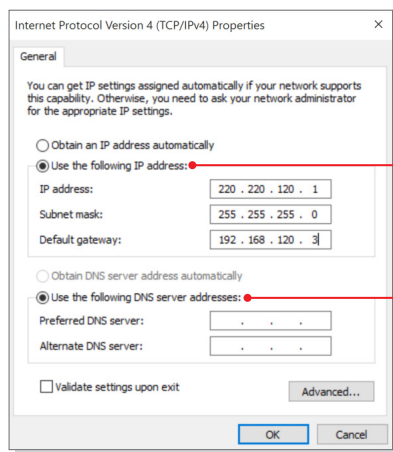 Internet Protocol Version 4 (TCP/IPv4) Properties
General
You can get IP settings assigned automatically if your network supports
this capability. Otherwise, you need to ask your network administrator
for the appropriate IP settings.
Obtain an IP address automatically
Use the following IP address:
IP address: 220 . 220 . 120 . 1
Subnet mask: 255 . 255 . 255 . 0
Default gateway: 192 . 168 . 120 . 3
Obtain DNS server address automatically
Use the following DNS server addresses:
Preferred DNS server: . . .
Alternate DNS server: . . .
Validate settings upon exit
Advanced...
OK Cancel